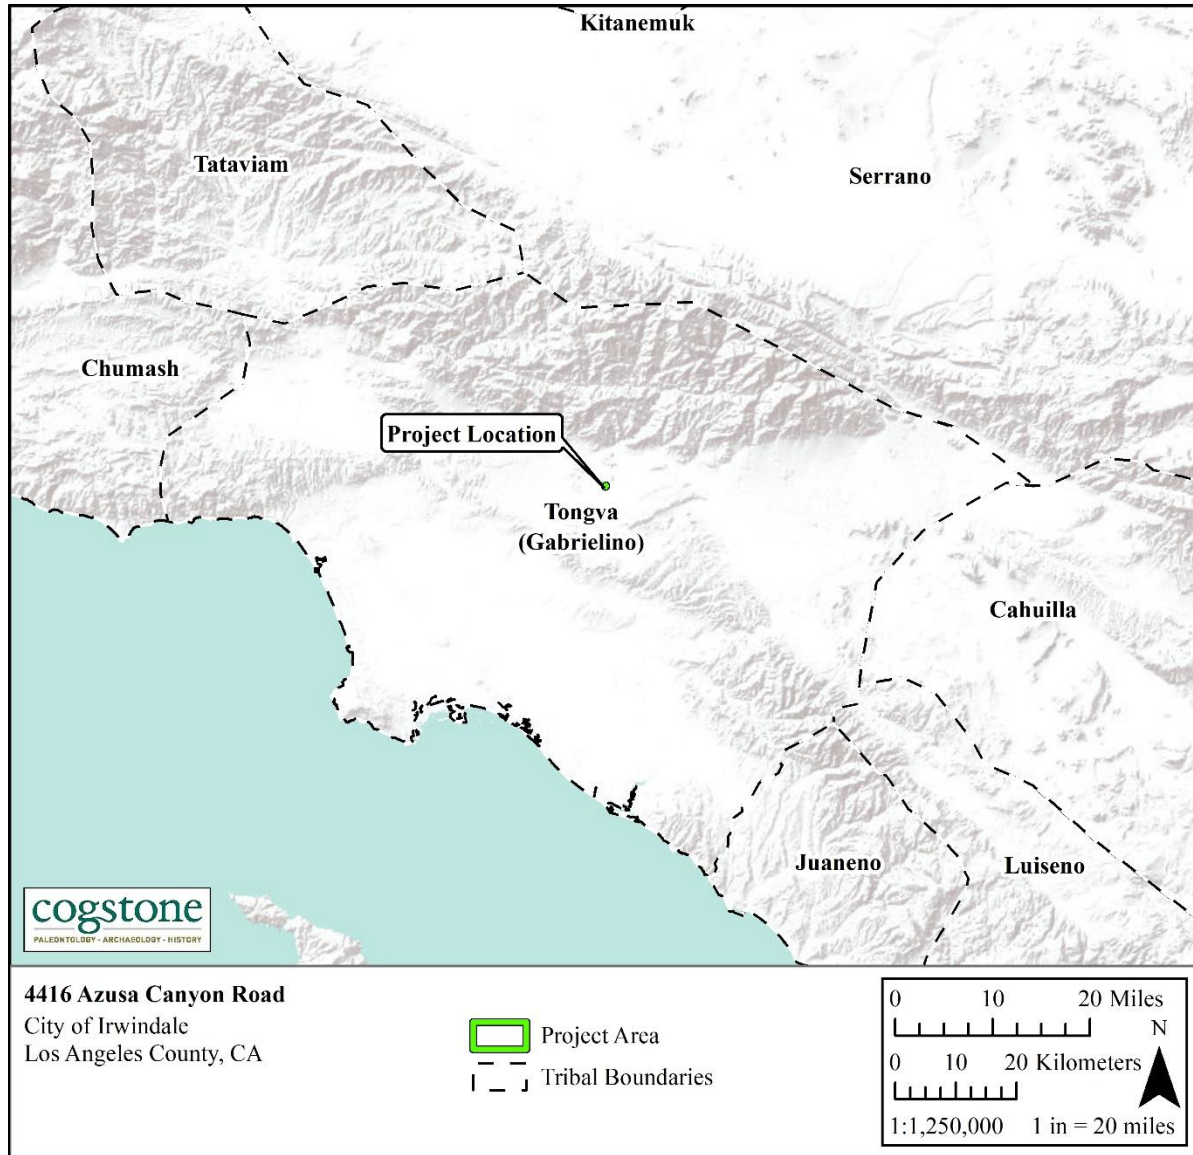 Kitanemuk
Tataviam
Serrano
Chumash
Project Location
Tongva
(Gabrielino)
Cahuilla
Juaneno
Luiseno
cogstone
PALEONTOLOGY - ARCHAEOLOGY - HISTORY
4416 Azusa Canyon Road
City of Irwindale
Los Angeles County, CA
Project Area
Tribal Boundaries
0 10 20 Miles
N
0 10 20 Kilometers
1:1,250,000 1 in = 20 miles